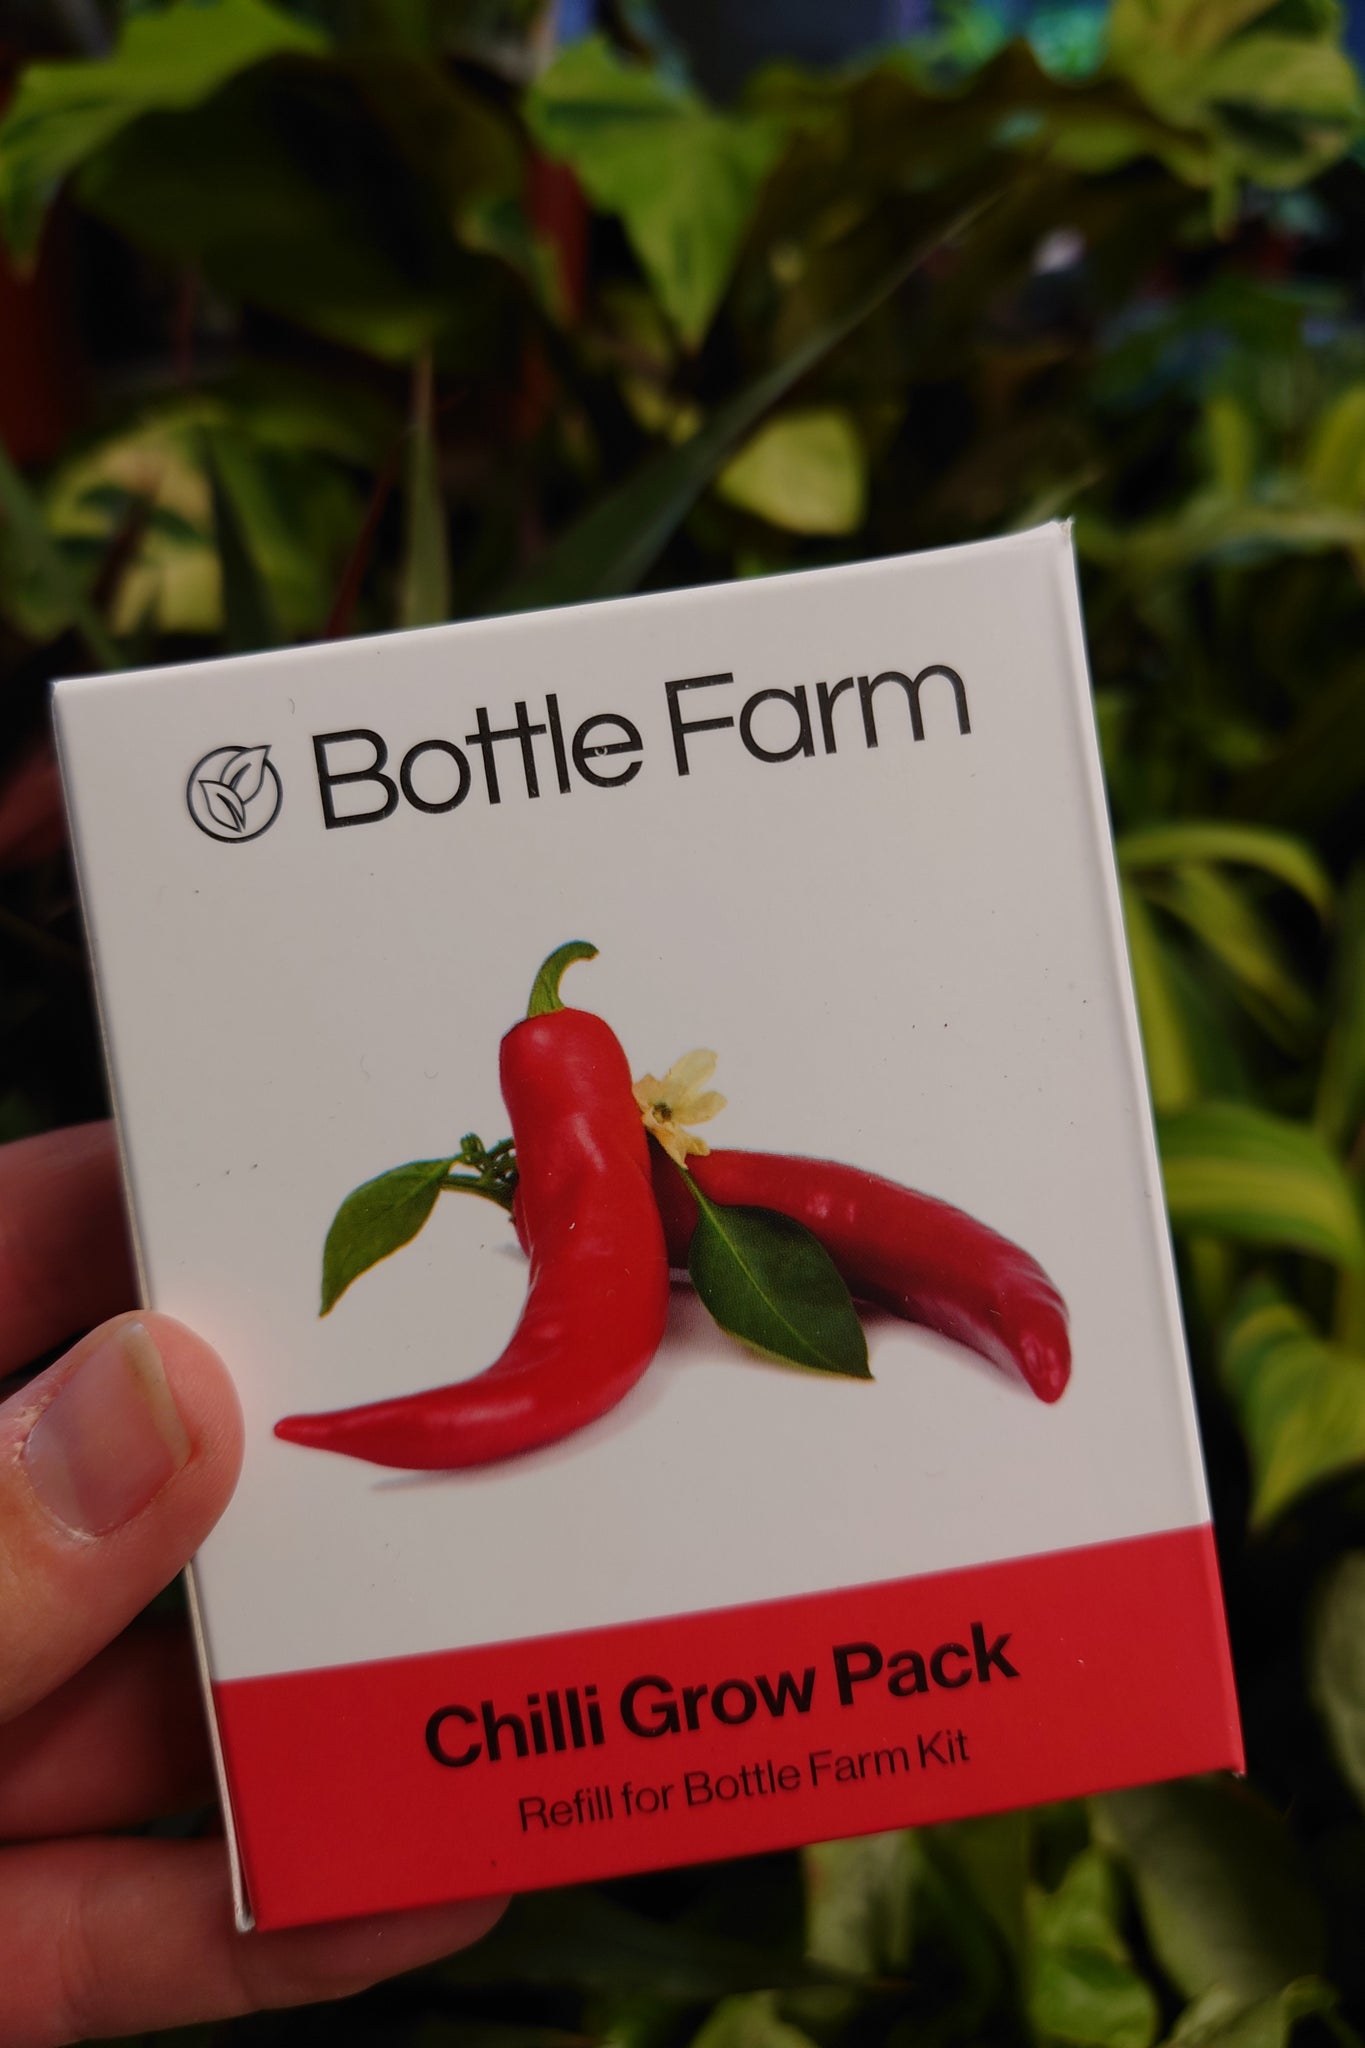 Bottle Farm
Chilli Grow Pack
Refill for Bottle Farm Kit